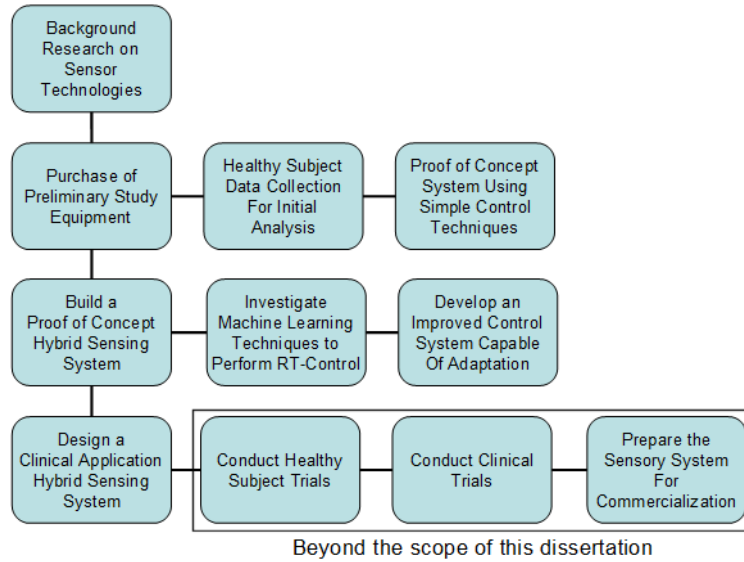 Background
Research on
Sensor
Technologies
Purchase of
Preliminary Study
Equipment
Healthy Subject
Data Collection
For Initial
Analysis
Proof of Concept
System Using
Simple Control
Techniques
Build a
Proof of Concept
Hybrid Sensing
System
Investigate
Machine Learning
Techniques to
Perform RT-Control
Develop an
Improved Control
System Capable
Of Adaptation
Design a
Clinical Application
Hybrid Sensing
System
Conduct Healthy
Subject Trials
Conduct Clinical
Trials
Prepare the
Sensory System
For
Commercialization
Beyond the scope of this dissertation